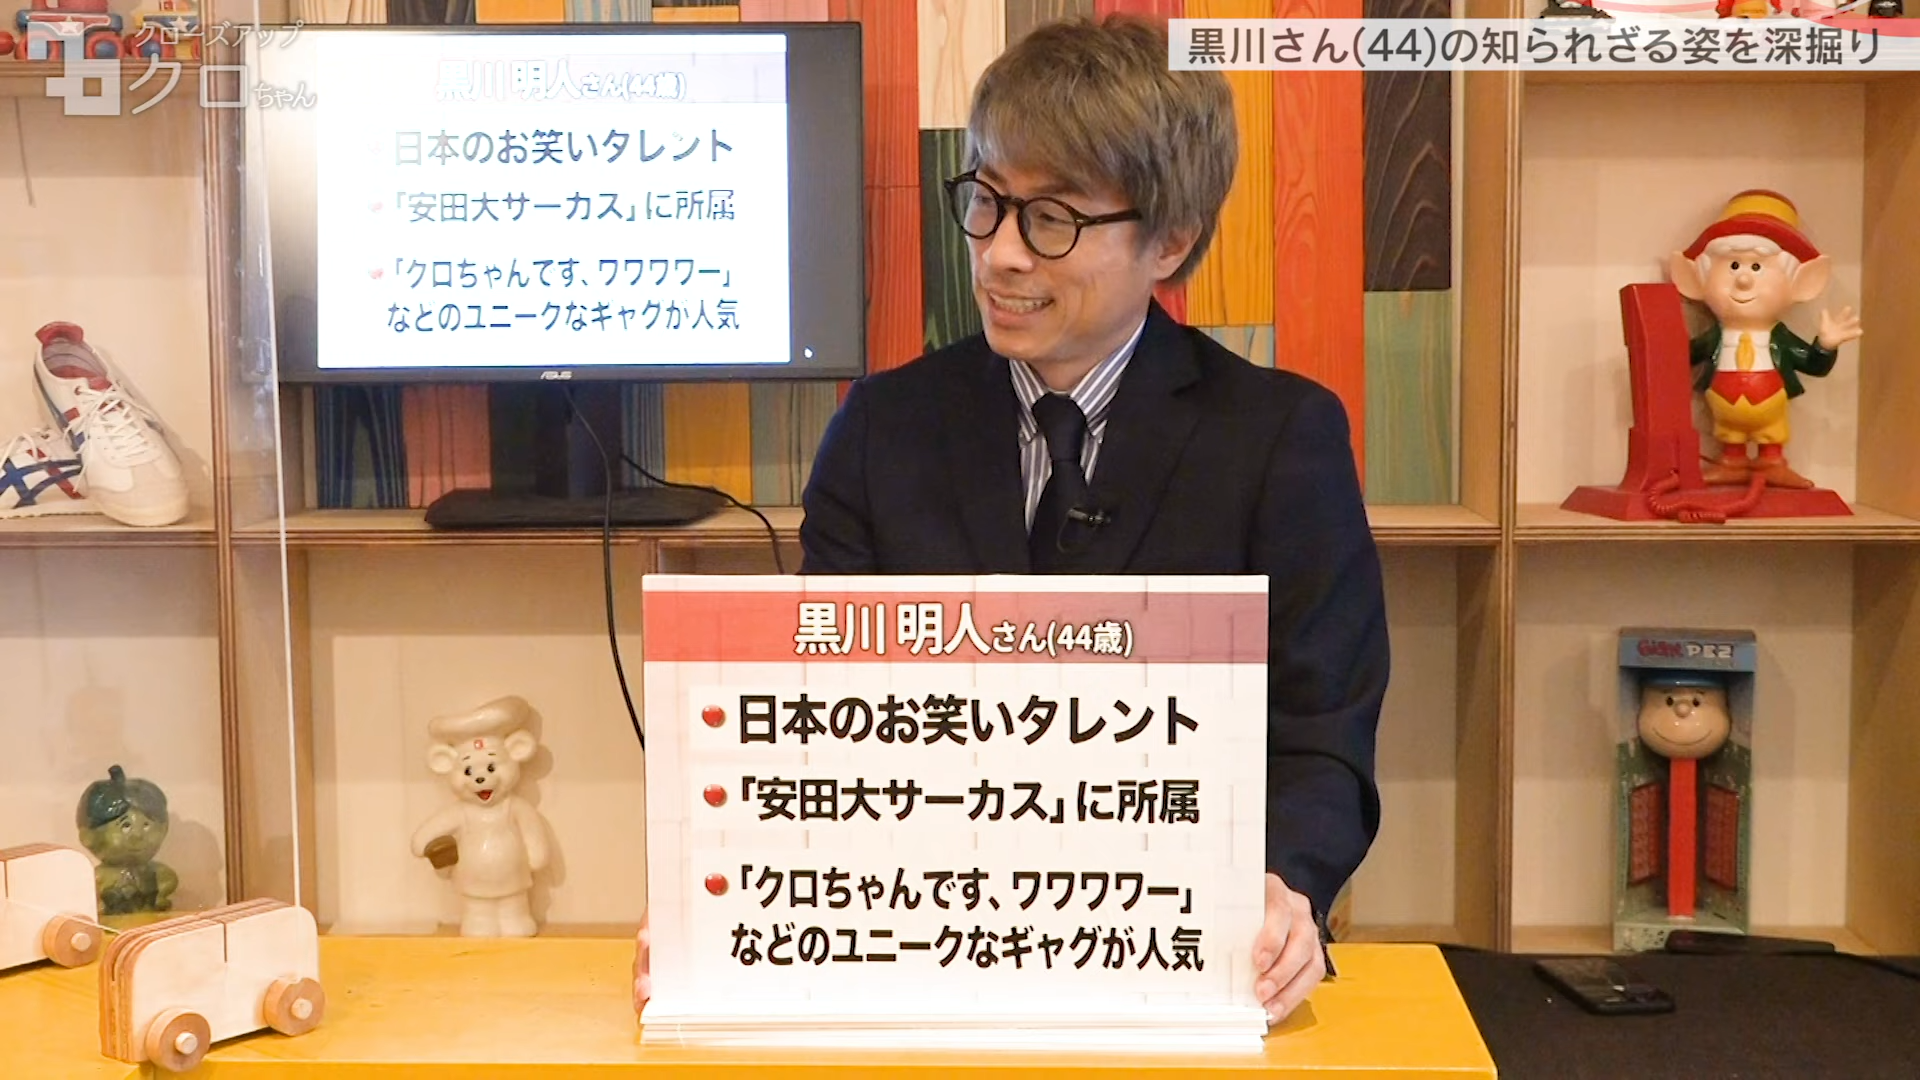 クローズアップ
クロちゃん
黒川さん(44)の知られざる姿を深掘り
黒川 明人さん(44歳)
日本のお笑いタレント
「安田大サーカス」に所属
「クロちゃんです、ワワワワー」
などのユニークなギャグが人気
ASUS
黒川 明人さん(44歳)
日本のお笑いタレント
「安田大サーカス」に所属
「クロちゃんです、ワワワワー」
などのユニークなギャグが人気
GIANT PEZ